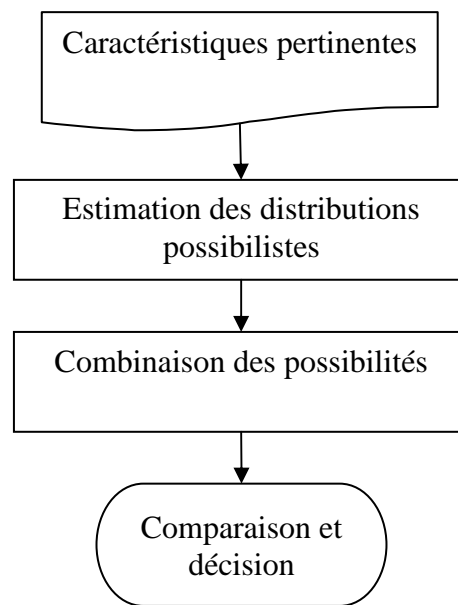 Caractéristiques pertinentes
Estimation des distributions
possibilistes
Combinaison des possibilités
Comparaison et
décision